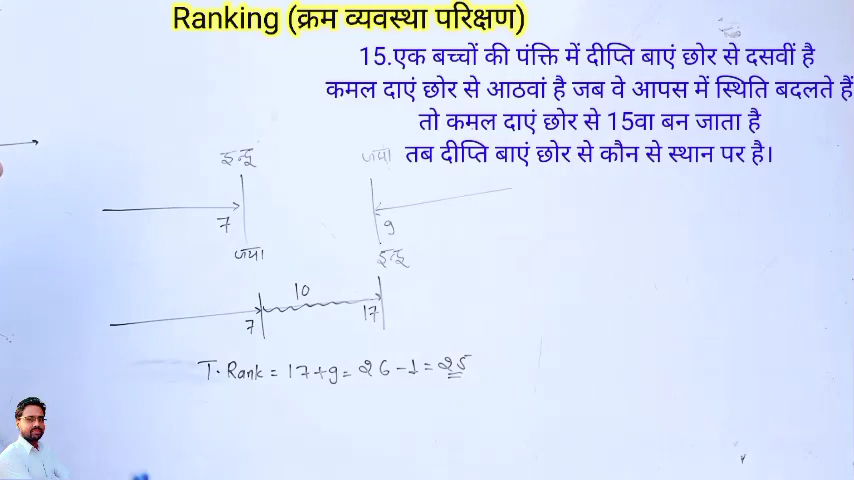 Ranking (क्रम व्यवस्था परिक्षण)
15.एक बच्चों की पंक्ति में दीप्ति बाएं छोर से दसवीं है
कमल दाएं छोर से आठवां है जब वे आपस में स्थिति बदलते हैं
तो कमल दाएं छोर से 15वा बन जाता है
तब दीप्ति बाएं छोर से कौन से स्थान पर है।
इन्दू जया
7 9
जया इन्दू
10
7 17
T. Rank = 17+9 = 26-1 = 25